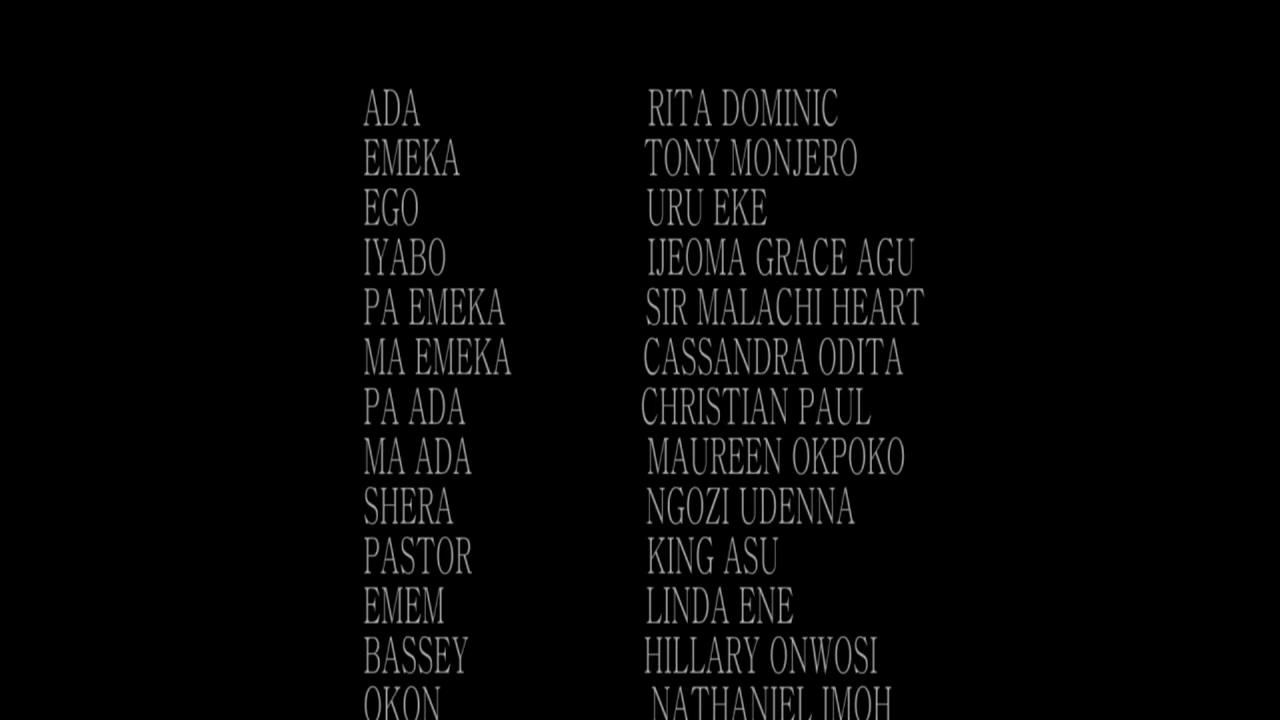 ADA RITA DOMINIC
EMEKA TONY MONJERO
EGO URU EKE
IYABO IJEOMA GRACE AGU
PA EMEKA SIR MALACHI HEART
MA EMEKA CASSANDRA ODITA
PA ADA CHRISTIAN PAUL
MA ADA MAUREEN OKPOKO
SHERA NGOZI UDENNA
PASTOR KING ASU
EMEM LINDA ENE
BASSEY HILLARY ONWOSI
OKON NATHANIEL IMOH